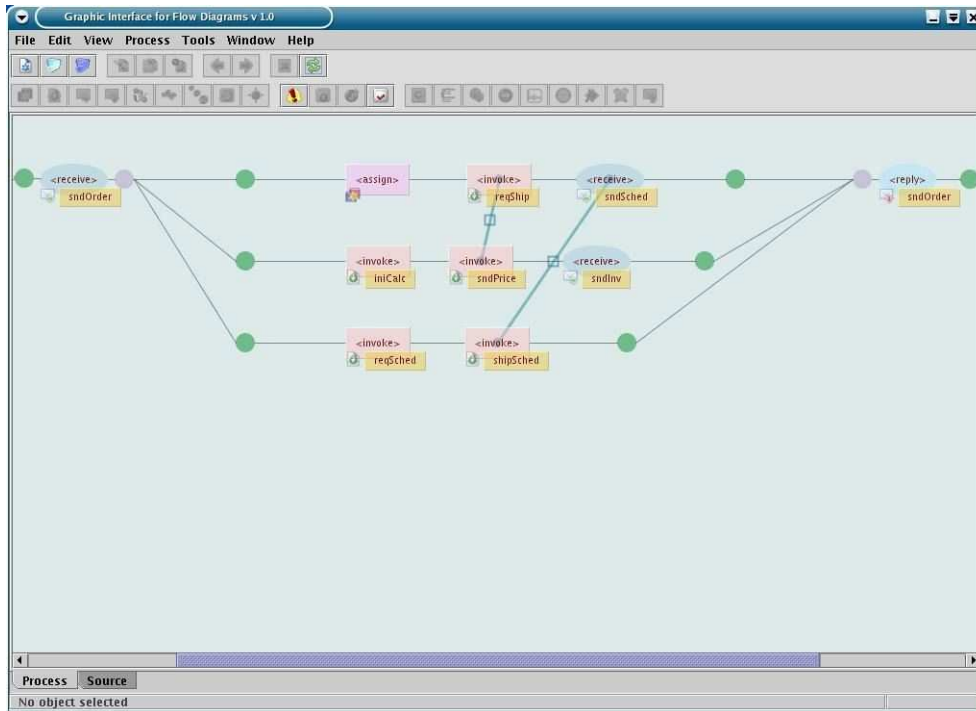 Graphic Interface for Flow Diagrams v 1.0
File Edit View Process Tools Window Help
<receive> <assign> <invoke> <receive> <reply>
sndOrder reqShip sndSched sndOrder
<invoke> <invoke> <receive>
iniCalc sndPrice sndInv
<invoke> <invoke>
reqSched shipSched
Process Source
No object selected